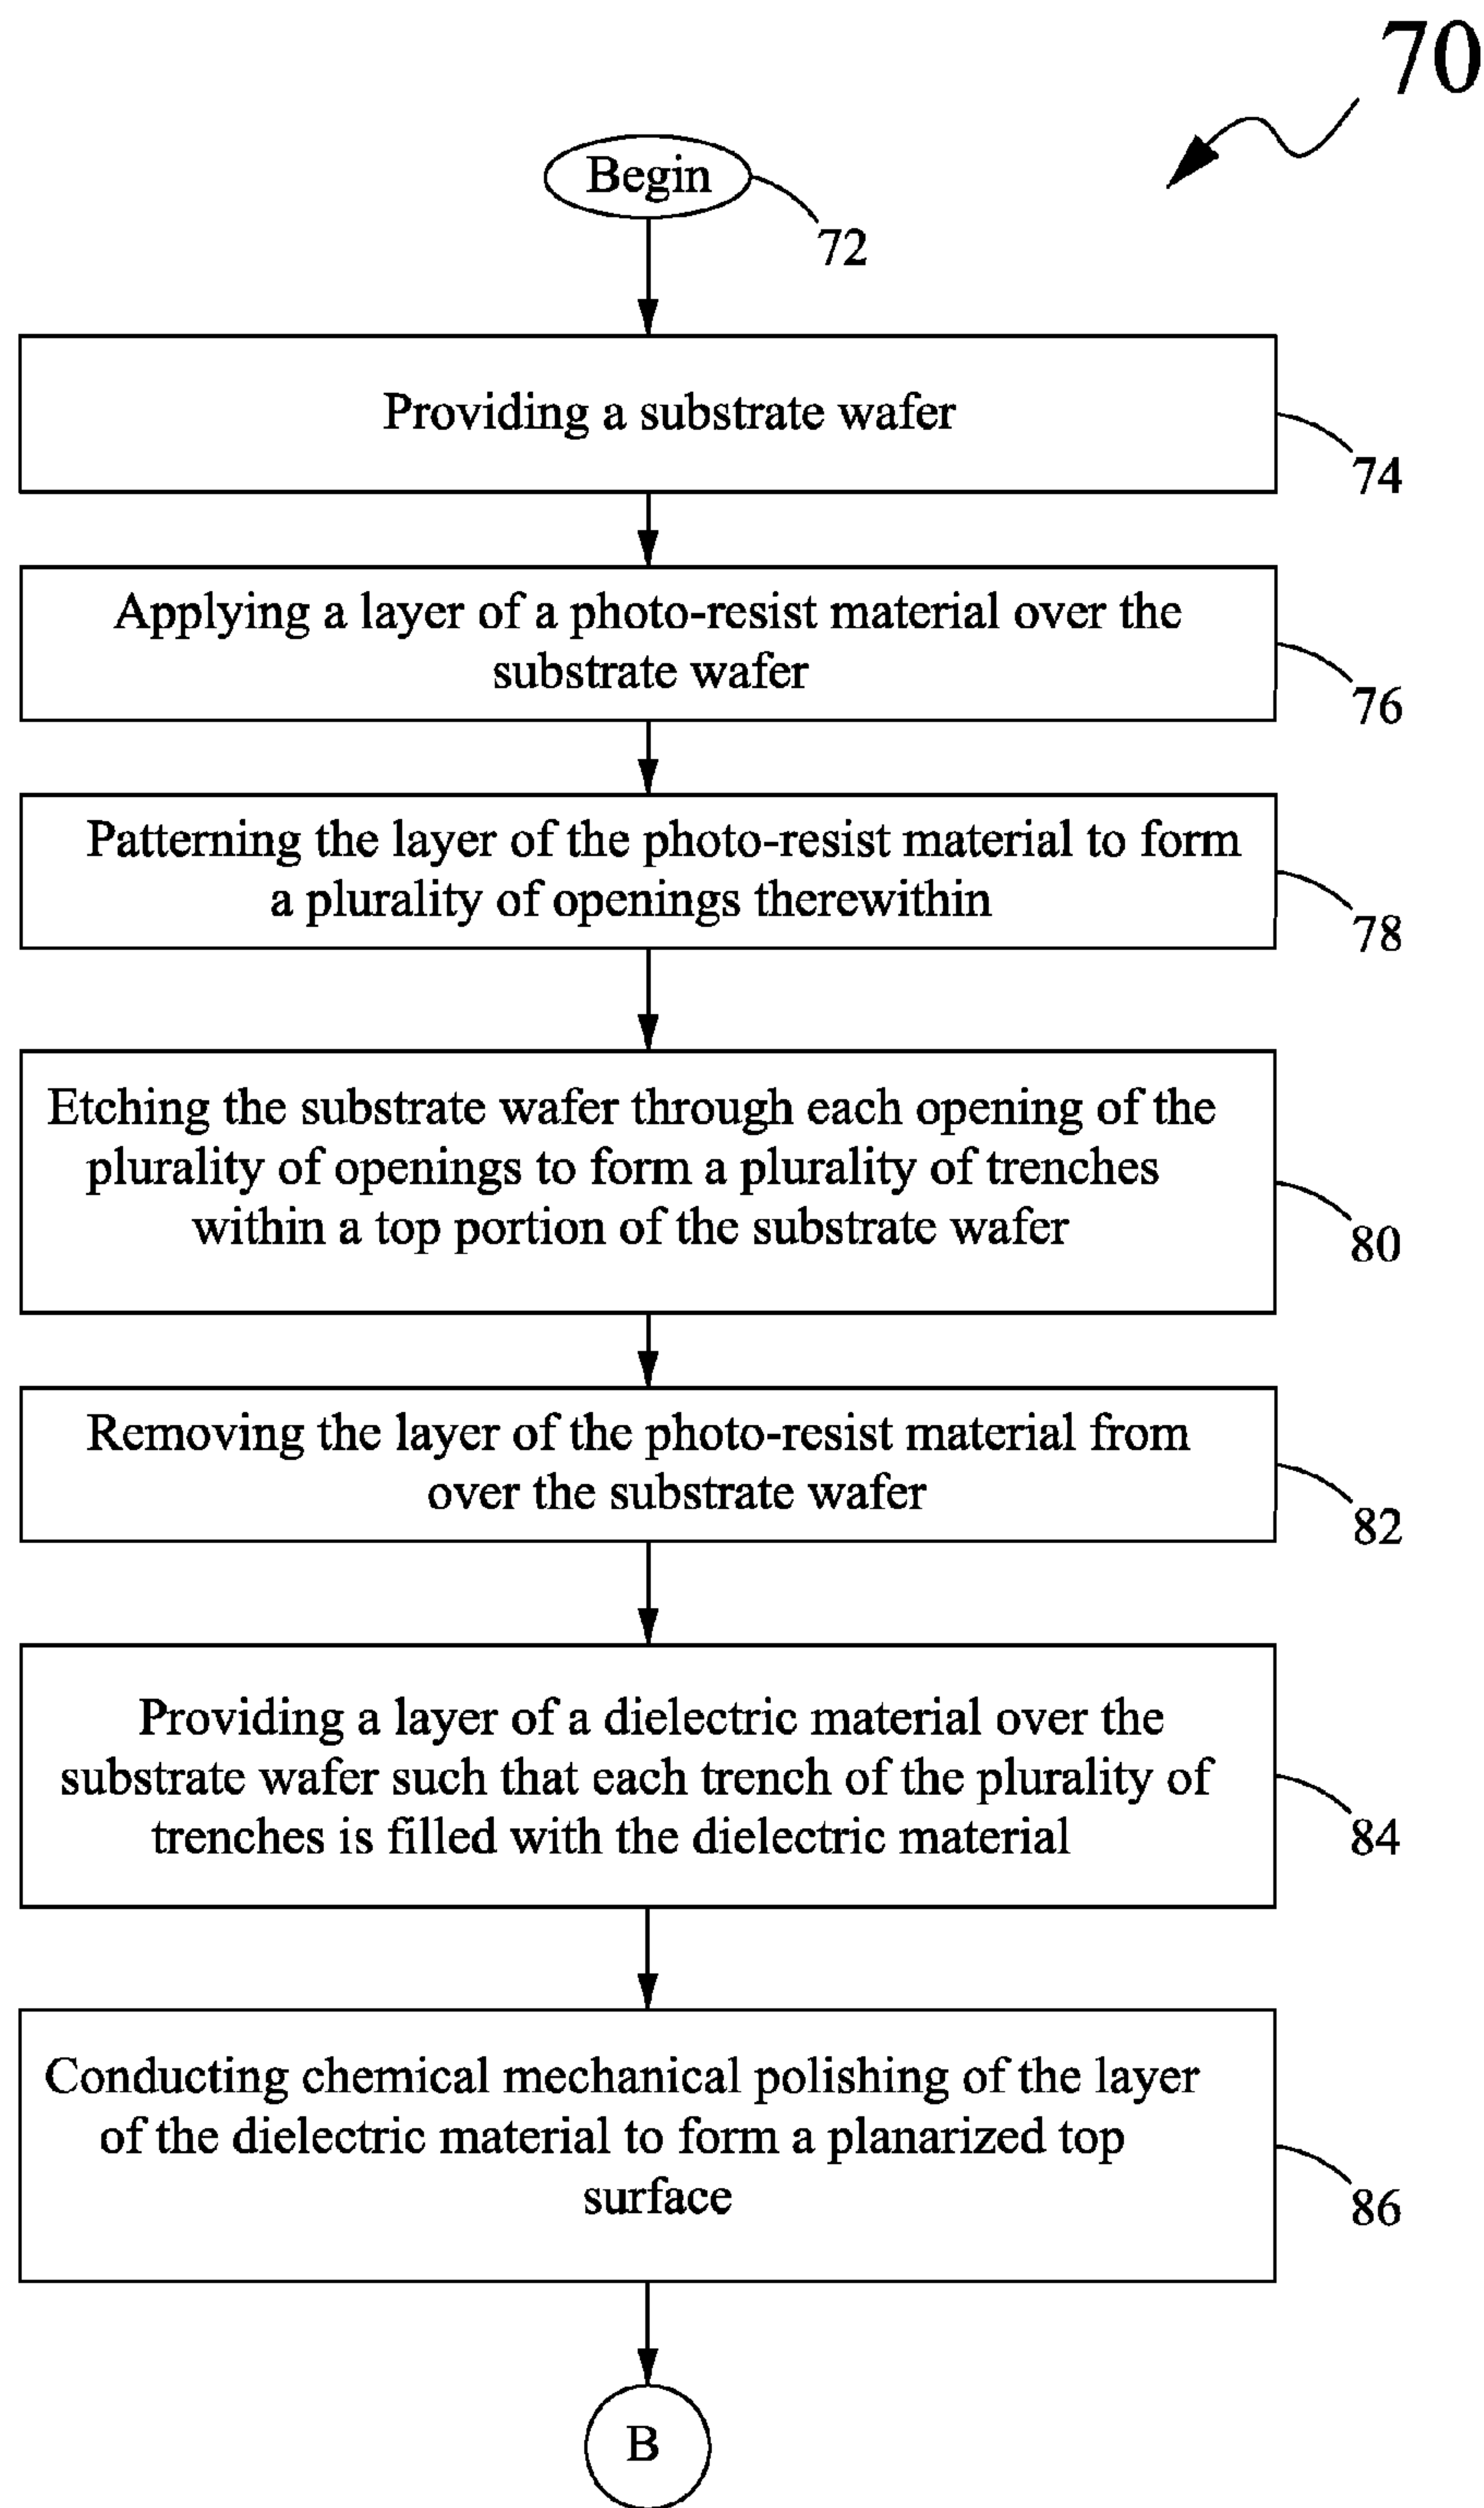 70
Begin
72
Providing a substrate wafer
74
Applying a layer of a photo-resist material over the
substrate wafer
76
Patterning the layer of the photo-resist material to form
a plurality of openings therewithin
78
Etching the substrate wafer through each opening of the
plurality of openings to form a plurality of trenches
within a top portion of the substrate wafer
80
Removing the layer of the photo-resist material from
over the substrate wafer
82
Providing a layer of a dielectric material over the
substrate wafer such that each trench of the plurality of
trenches is filled with the dielectric material
84
Conducting chemical mechanical polishing of the layer
of the dielectric material to form a planarized top
surface
86
B